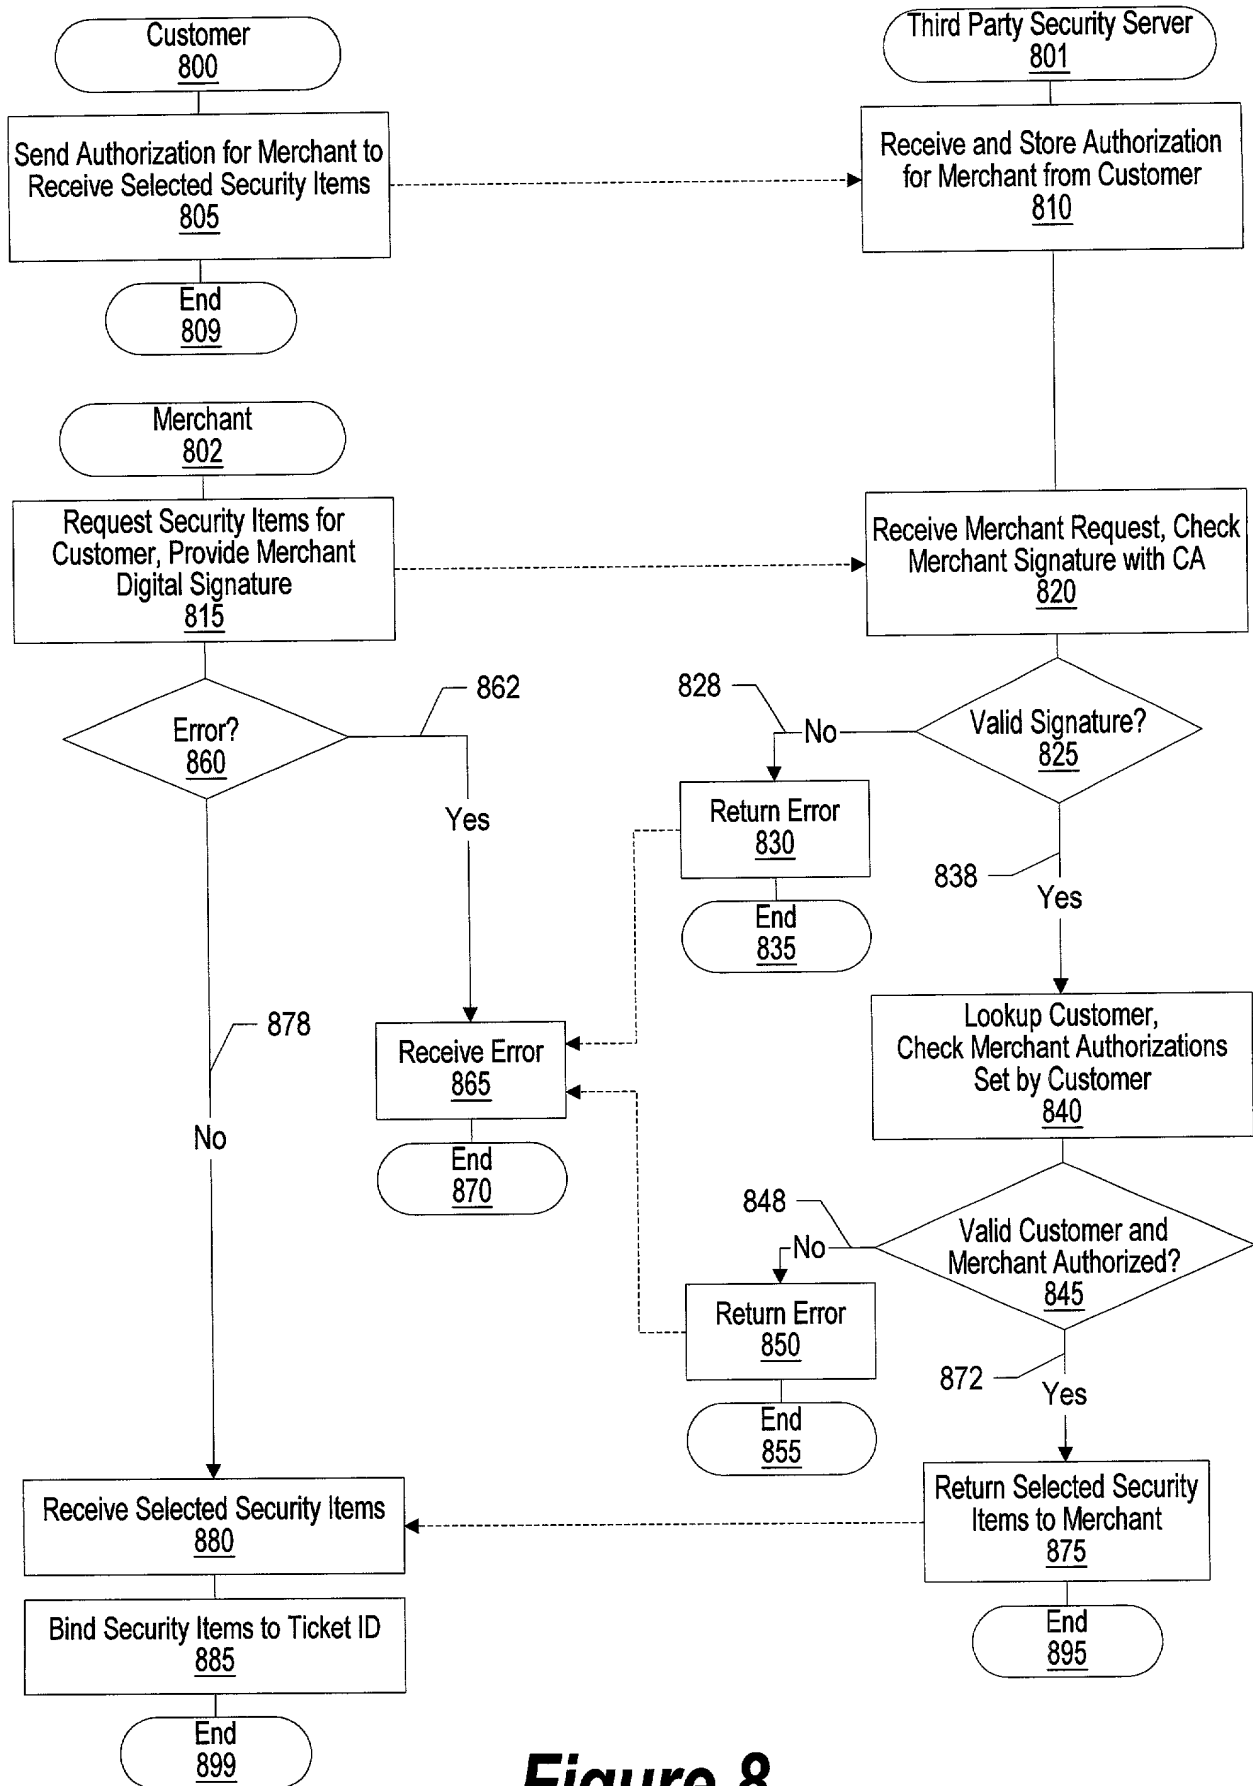 Customer
800
Third Party Security Server
801
Send Authorization for Merchant to
Receive Selected Security Items
805
Receive and Store Authorization
for Merchant from Customer
810
End
809
Merchant
802
Request Security Items for
Customer, Provide Merchant
Digital Signature
815
Receive Merchant Request, Check
Merchant Signature with CA
820
Error?
860
862
Yes
828
No
Valid Signature?
825
Return Error
830
End
835
838
Yes
878
No
Receive Error
865
End
870
Lookup Customer,
Check Merchant Authorizations
Set by Customer
840
848
No
Valid Customer and
Merchant Authorized?
845
Return Error
850
End
855
872
Yes
Receive Selected Security Items
880
Return Selected Security
Items to Merchant
875
Bind Security Items to Ticket ID
885
End
895
End
899
Figure 8